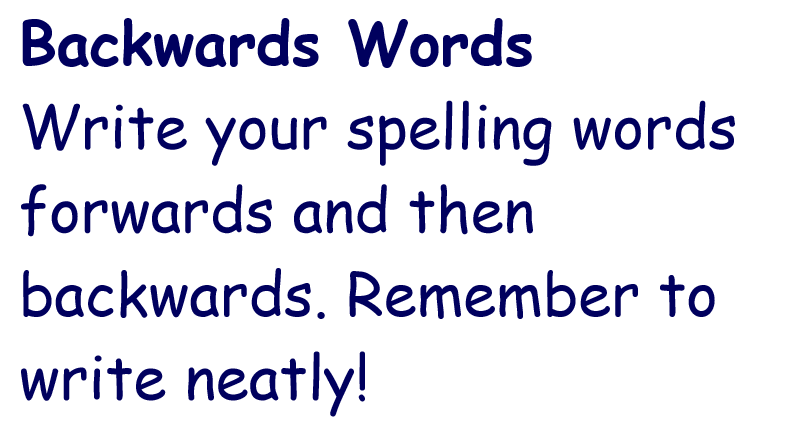 Backwards Words
Write your spelling words
forwards and then
backwards. Remember to
write neatly!